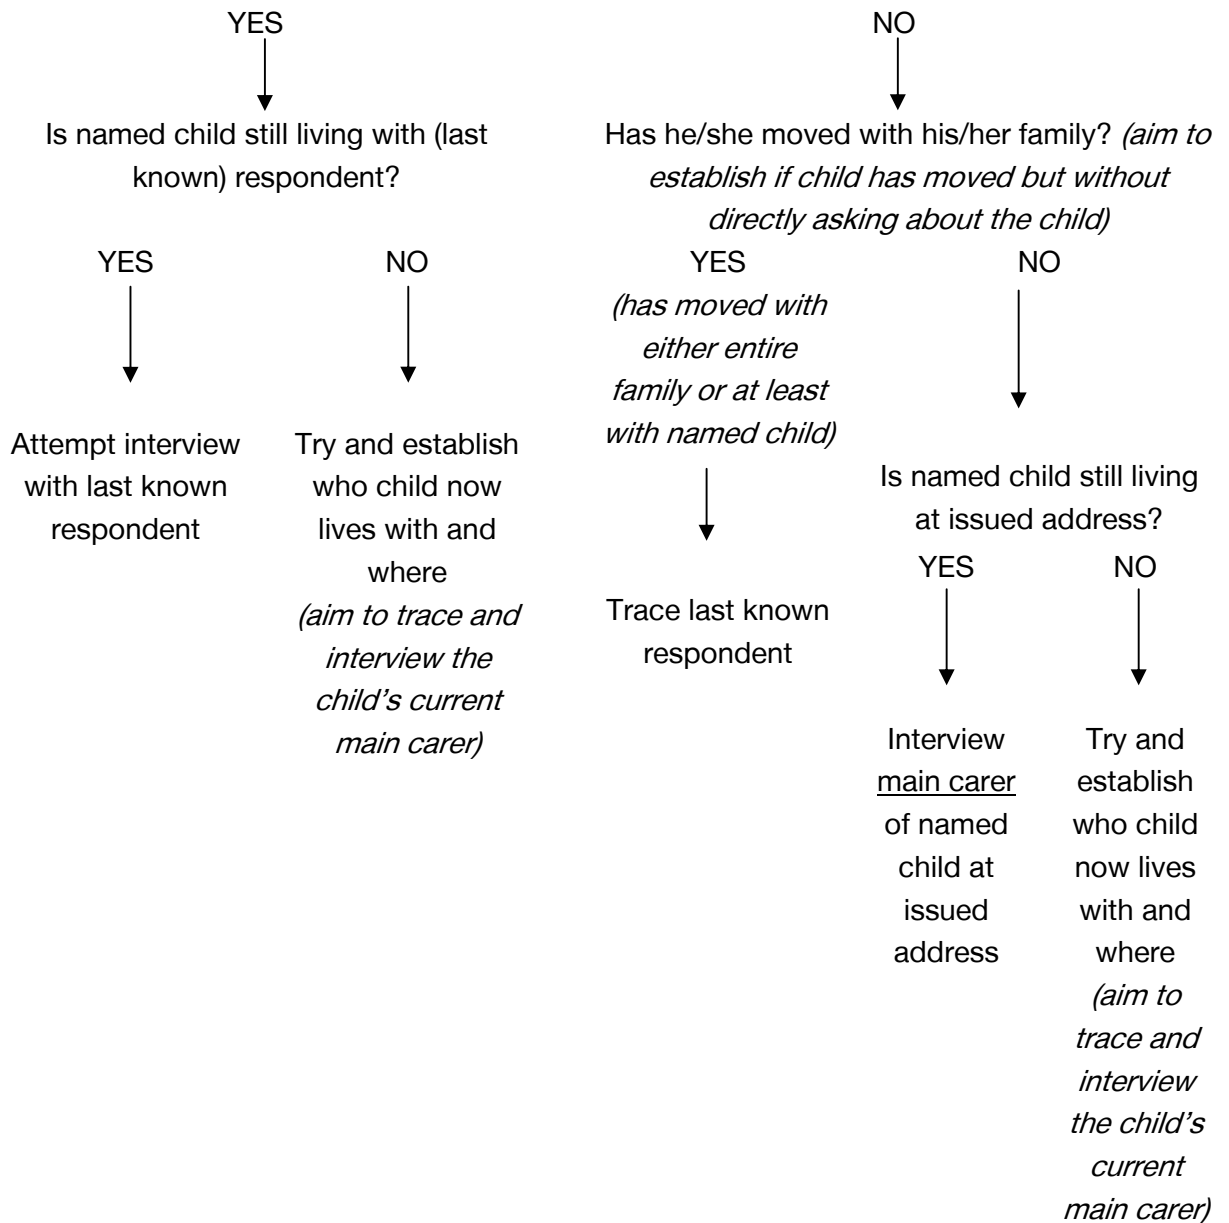 YES
NO
Is named child still living with (last
known) respondent?
Has he/she moved with his/her family? (aim to
establish if child has moved but without
directly asking about the child)
YES
NO
Attempt interview
with last known
respondent
Try and establish
who child now
lives with and
where
(aim to trace and
interview the
child’s current
main carer)
YES
(has moved with
either entire
family or at least
with named child)
NO
Trace last known
respondent
Is named child still living
at issued address?
YES
NO
Interview
main carer
of named
child at
issued
address
Try and
establish
who child
now lives
with and
where
(aim to
trace and
interview
the child’s
current
main carer)